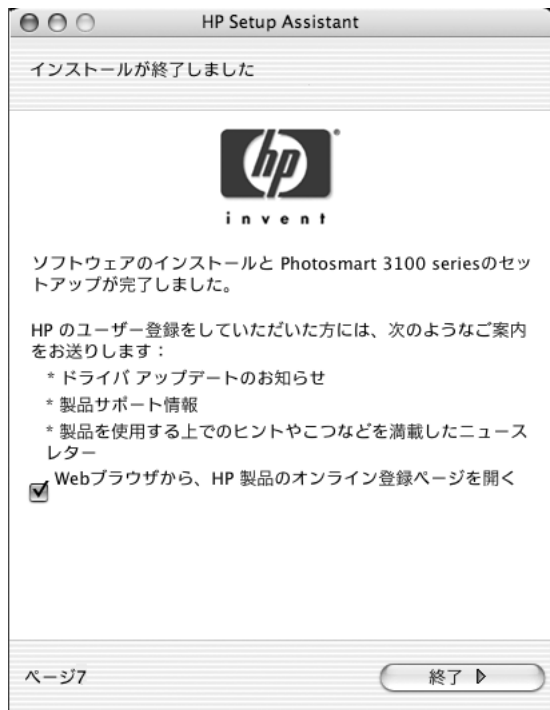 HP Setup Assistant
インストールが終了しました
hp
invent
ソフトウェアのインストールと Photosmart 3100 seriesのセッ
トアップが完了しました。
HP のユーザー登録をしていただいた方には、次のようなご案内
をお送りします：
* ドライバ アップデートのお知らせ
* 製品サポート情報
* 製品を使用する上でのヒントやこつなどを満載したニュース
レター
Webブラウザから、HP 製品のオンライン登録ページを開く
ページ7
終了